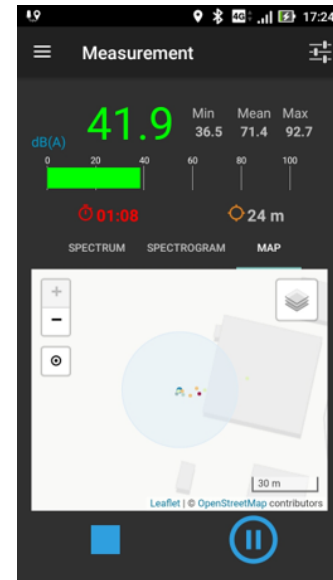 17:24
Measurement
dB(A) 41.9
Min Mean Max
36.5 71.4 92.7
0 20 40 60 80 100
01:08 24 m
SPECTRUM SPECTROGRAM MAP
+
−
30 m
Leaflet | © OpenStreetMap contributors